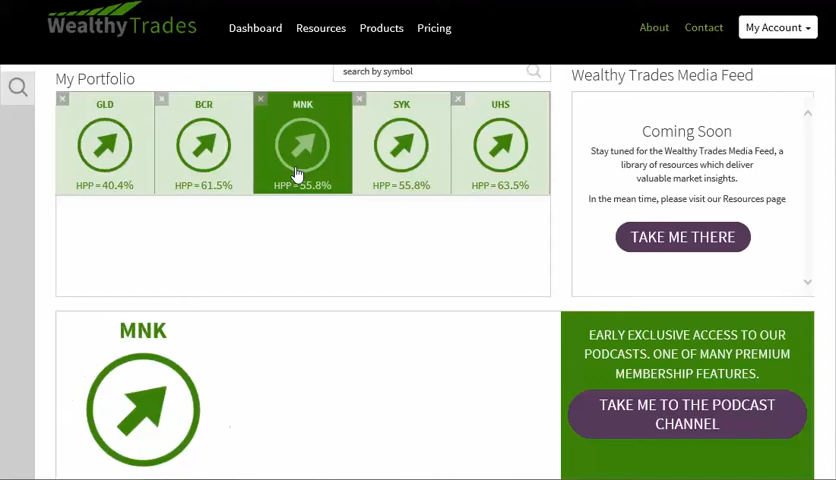 WealthyTrades
Dashboard Resources Products Pricing
About Contact My Account
My Portfolio
search by symbol
GLD
HPP = 40.4%
BCR
HPP = 61.5%
MNK
HPP = 55.8%
SYK
HPP = 55.8%
UHS
HPP = 63.5%
Wealthy Trades Media Feed
Coming Soon
Stay tuned for the Wealthy Trades Media Feed, a
library of resources which deliver
valuable market insights.
In the mean time, please visit our Resources page
TAKE ME THERE
MNK
EARLY EXCLUSIVE ACCESS TO OUR
PODCASTS. ONE OF MANY PREMIUM
MEMBERSHIP FEATURES.
TAKE ME TO THE PODCAST
CHANNEL